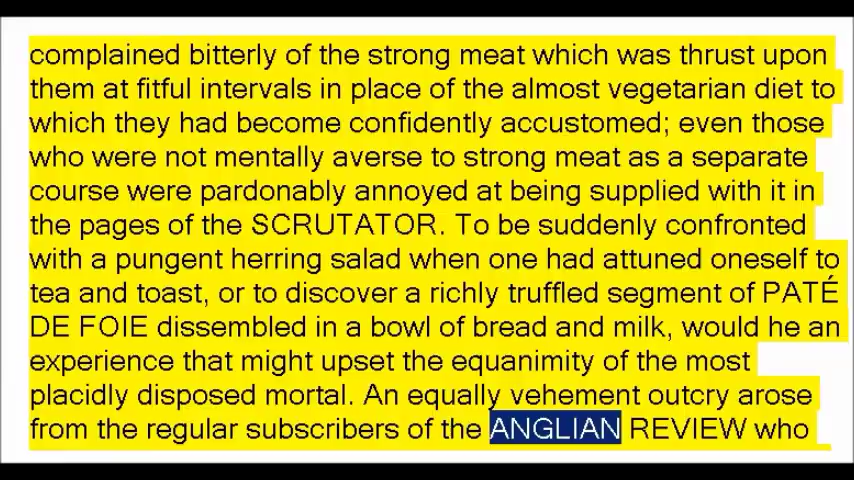 complained bitterly of the strong meat which was thrust upon
them at fitful intervals in place of the almost vegetarian diet to
which they had become confidently accustomed; even those
who were not mentally averse to strong meat as a separate
course were pardonably annoyed at being supplied with it in
the pages of the SCRUTATOR. To be suddenly confronted
with a pungent herring salad when one had attuned oneself to
tea and toast, or to discover a richly truffled segment of PATÉ
DE FOIE dissembled in a bowl of bread and milk, would he an
experience that might upset the equanimity of the most
placidly disposed mortal. An equally vehement outcry arose
from the regular subscribers of the ANGLIAN REVIEW who